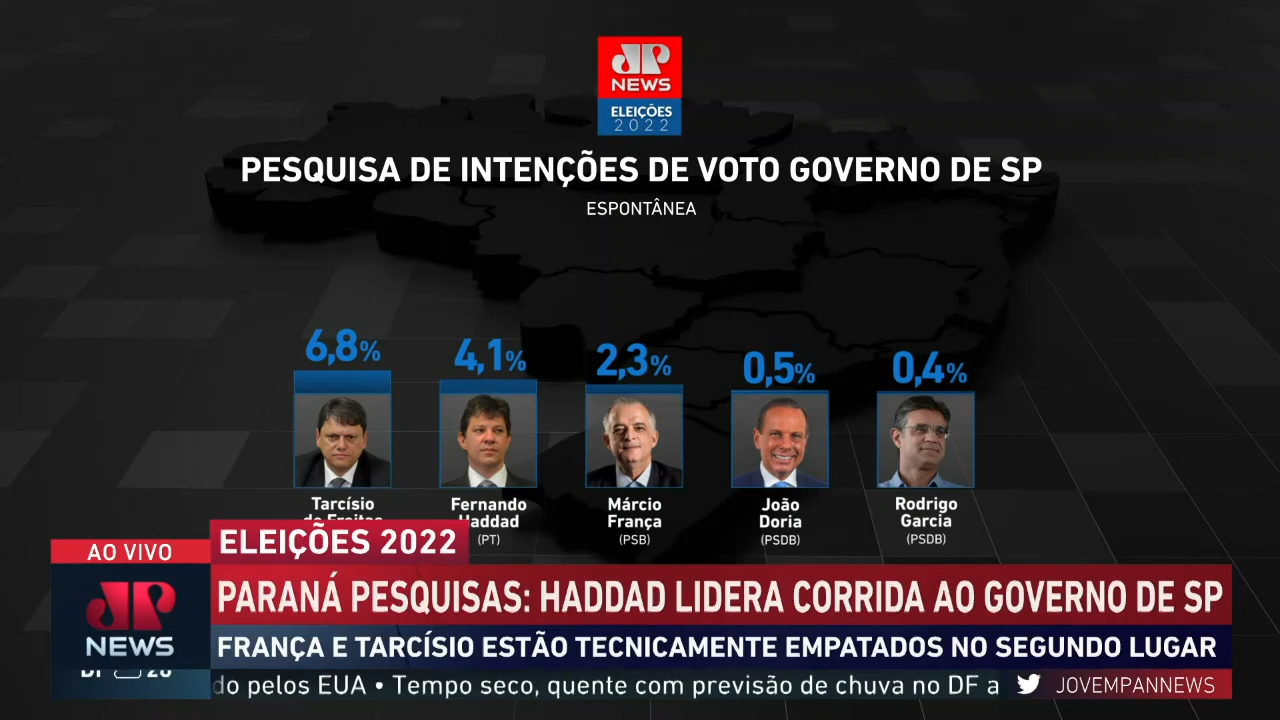 JP
NEWS
ELEIÇÕES
2022
PESQUISA DE INTENÇÕES DE VOTO GOVERNO DE SP
ESPONTÂNEA
6,8%
4,1%
2,3%
0,5%
0,4%
Tarcísio
de Freitas
Fernando
Haddad
(PT)
Márcio
França
(PSB)
João
Doria
(PSDB)
Rodrigo
Garcia
(PSDB)
ELEIÇÕES 2022
AO VIVO
PARANÁ PESQUISAS: HADDAD LIDERA CORRIDA AO GOVERNO DE SP
JP
NEWS
FRANÇA E TARCÍSIO ESTÃO TECNICAMENTE EMPATADOS NO SEGUNDO LUGAR
do pelos EUA • Tempo seco, quente com previsão de chuva no DF a
JOVEMPANNEWS